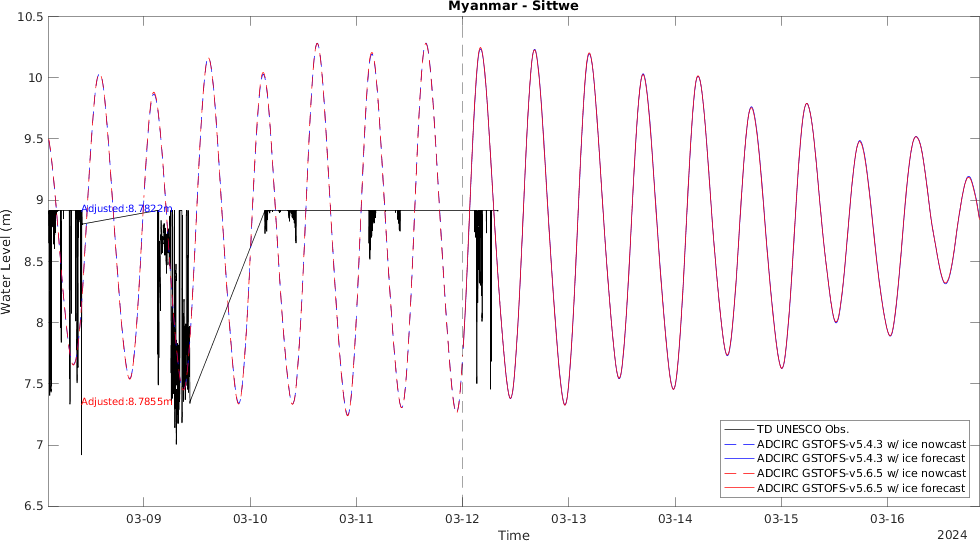 Myanmar - Sittwe
10.5
10
9.5
9
8.5
8
7.5
7
6.5
Water Level (m)
Adjusted:8.7822m
Adjusted:8.7855m
TD UNESCO Obs.
ADCIRC GSTOFS-v5.4.3 w/ ice nowcast
ADCIRC GSTOFS-v5.4.3 w/ ice forecast
ADCIRC GSTOFS-v5.6.5 w/ ice nowcast
ADCIRC GSTOFS-v5.6.5 w/ ice forecast
03-09 03-10 03-11 03-12 03-13 03-14 03-15 03-16
Time
2024